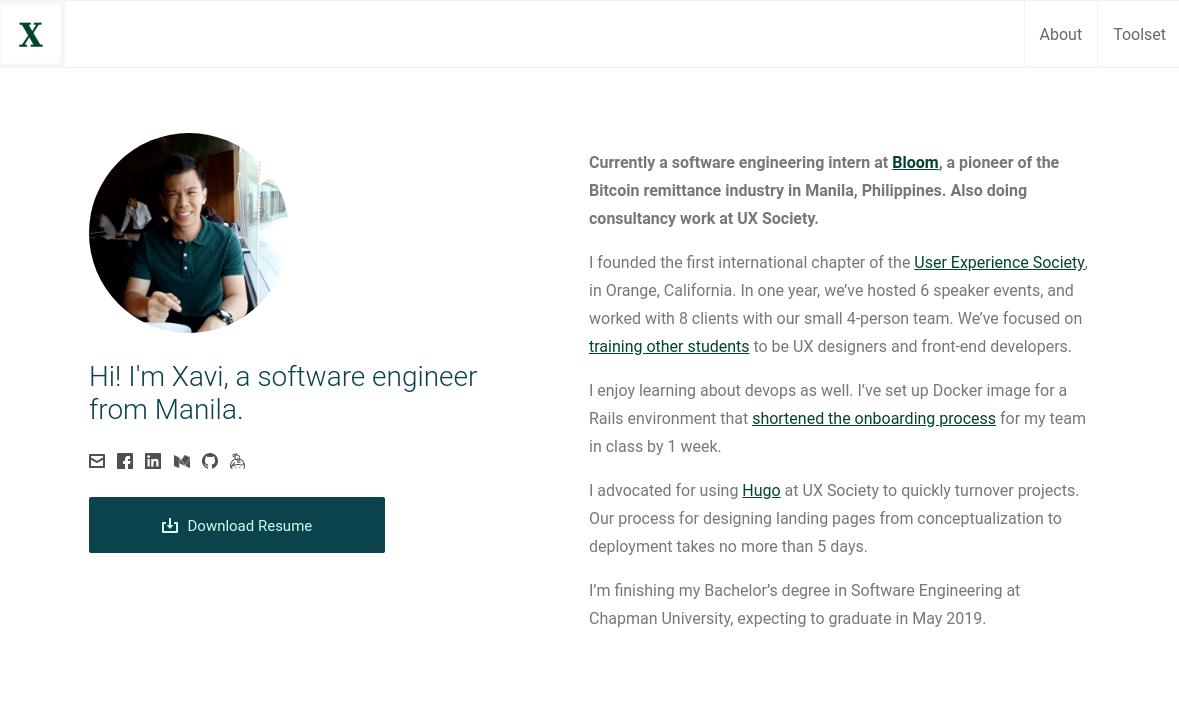 X
About
Toolset
Hi! I'm Xavi, a software engineer
from Manila.
Download Resume
Currently a software engineering intern at Bloom, a pioneer of the
Bitcoin remittance industry in Manila, Philippines. Also doing
consultancy work at UX Society.
I founded the first international chapter of the User Experience Society,
in Orange, California. In one year, we’ve hosted 6 speaker events, and
worked with 8 clients with our small 4-person team. We’ve focused on
training other students to be UX designers and front-end developers.
I enjoy learning about devops as well. I’ve set up Docker image for a
Rails environment that shortened the onboarding process for my team
in class by 1 week.
I advocated for using Hugo at UX Society to quickly turnover projects.
Our process for designing landing pages from conceptualization to
deployment takes no more than 5 days.
I’m finishing my Bachelor’s degree in Software Engineering at
Chapman University, expecting to graduate in May 2019.